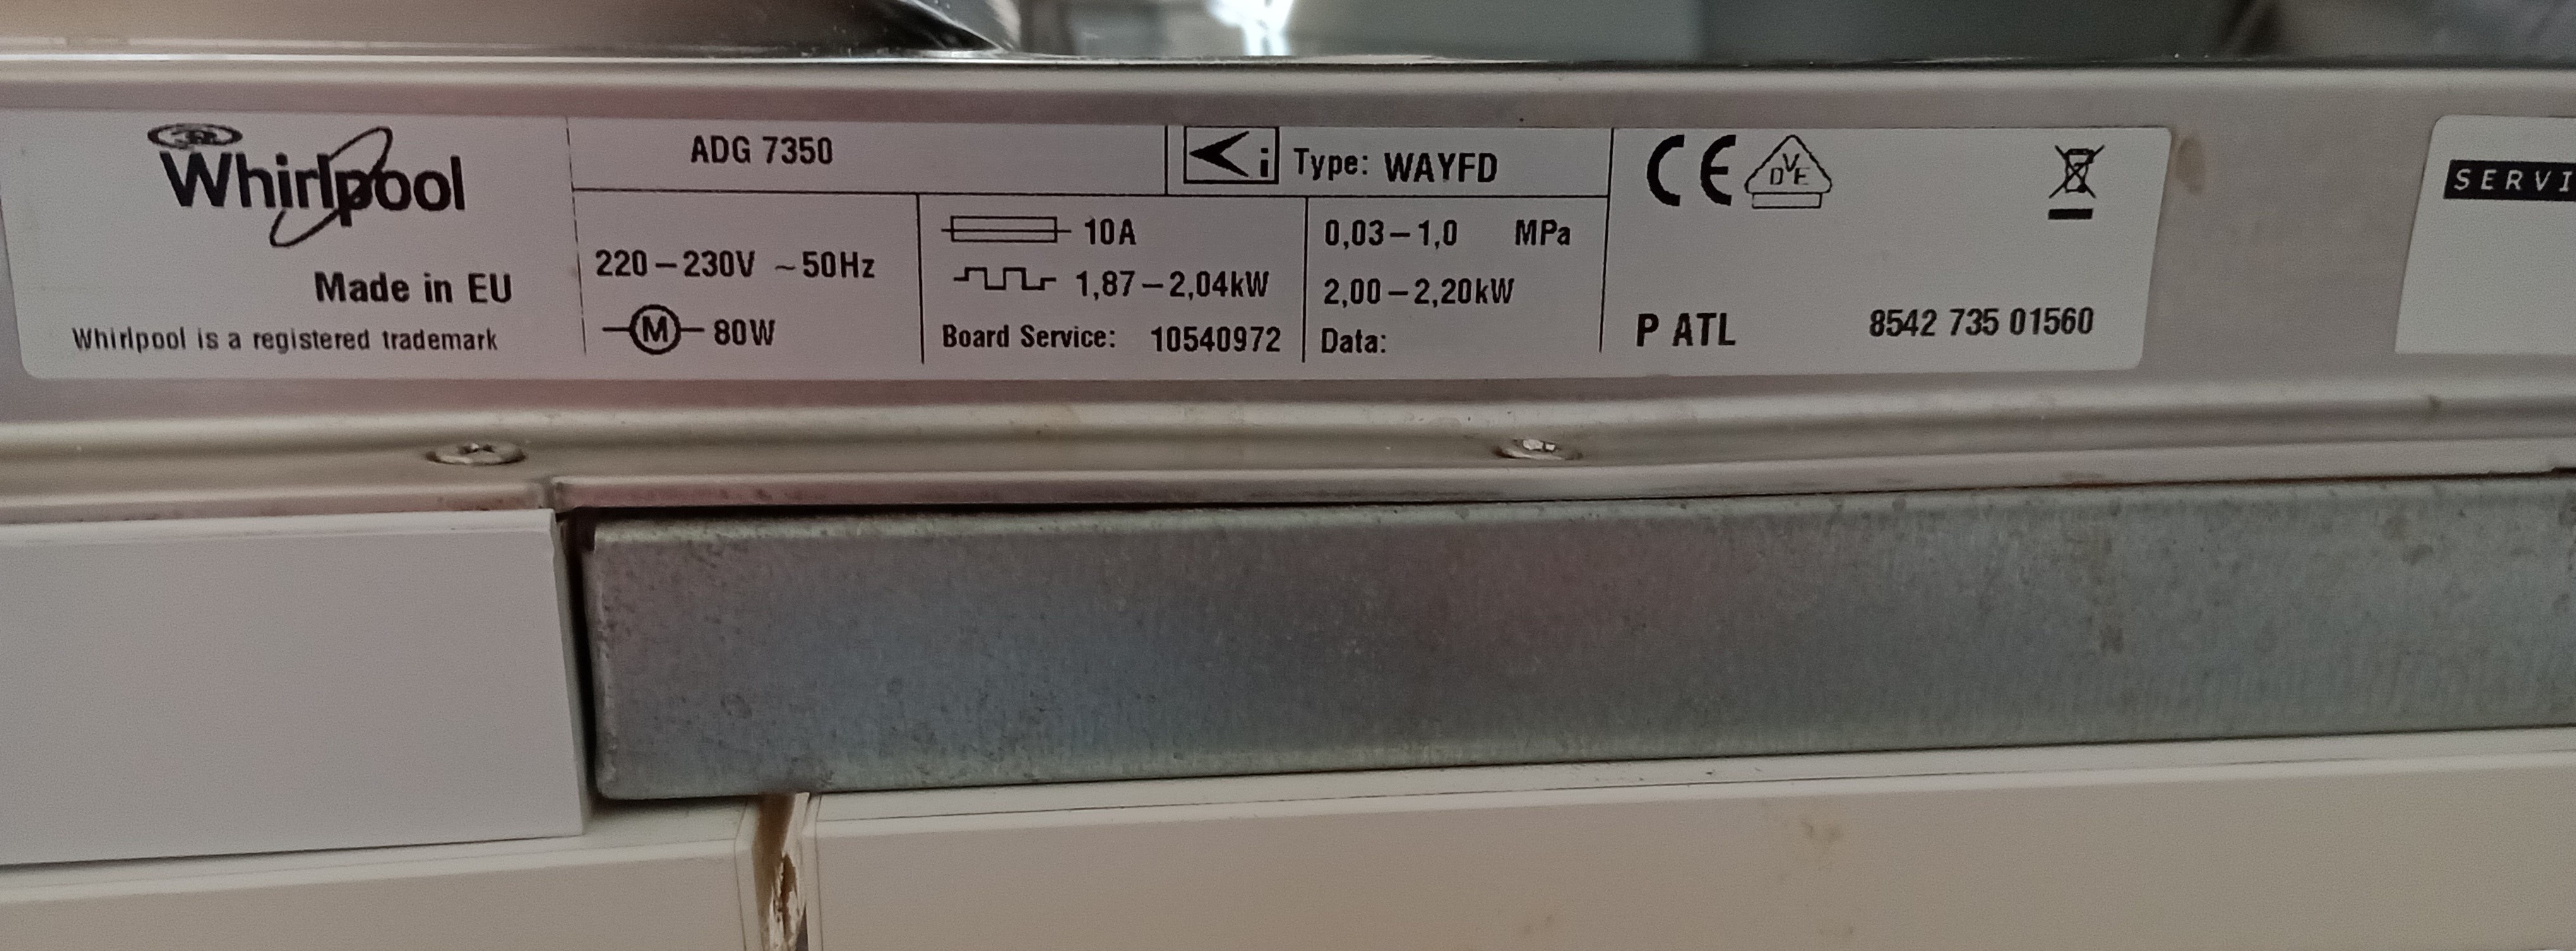 Whirlpool
Made in EU
Whirlpool is a registered trademark
ADG 7350
220–230V ~50Hz
M 80W
i Type: WAYFD
10A
1,87–2,04kW
Board Service: 10540972
0,03–1,0 MPa
2,00–2,20kW
Data:
CE VDE
P ATL 8542 735 01560
SERVI